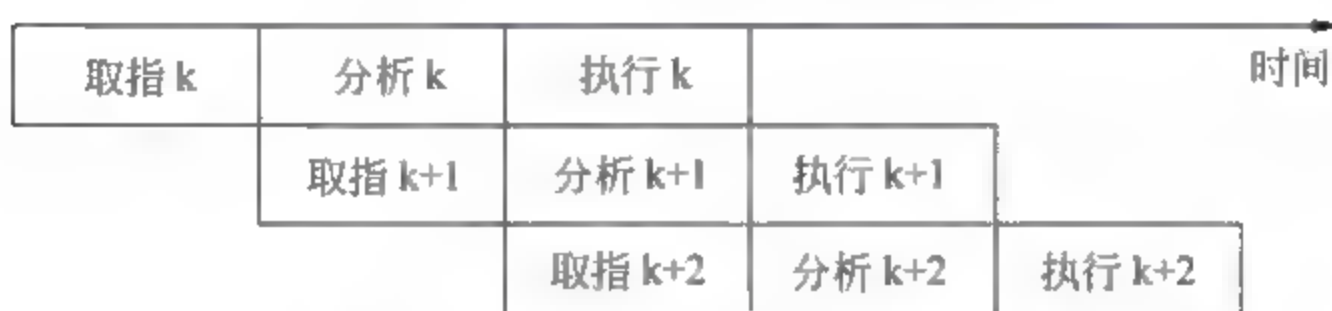 取指 k 分析 k 执行 k
时间
取指 k+1 分析 k+1 执行 k+1
取指 k+2 分析 k+2 执行 k+2